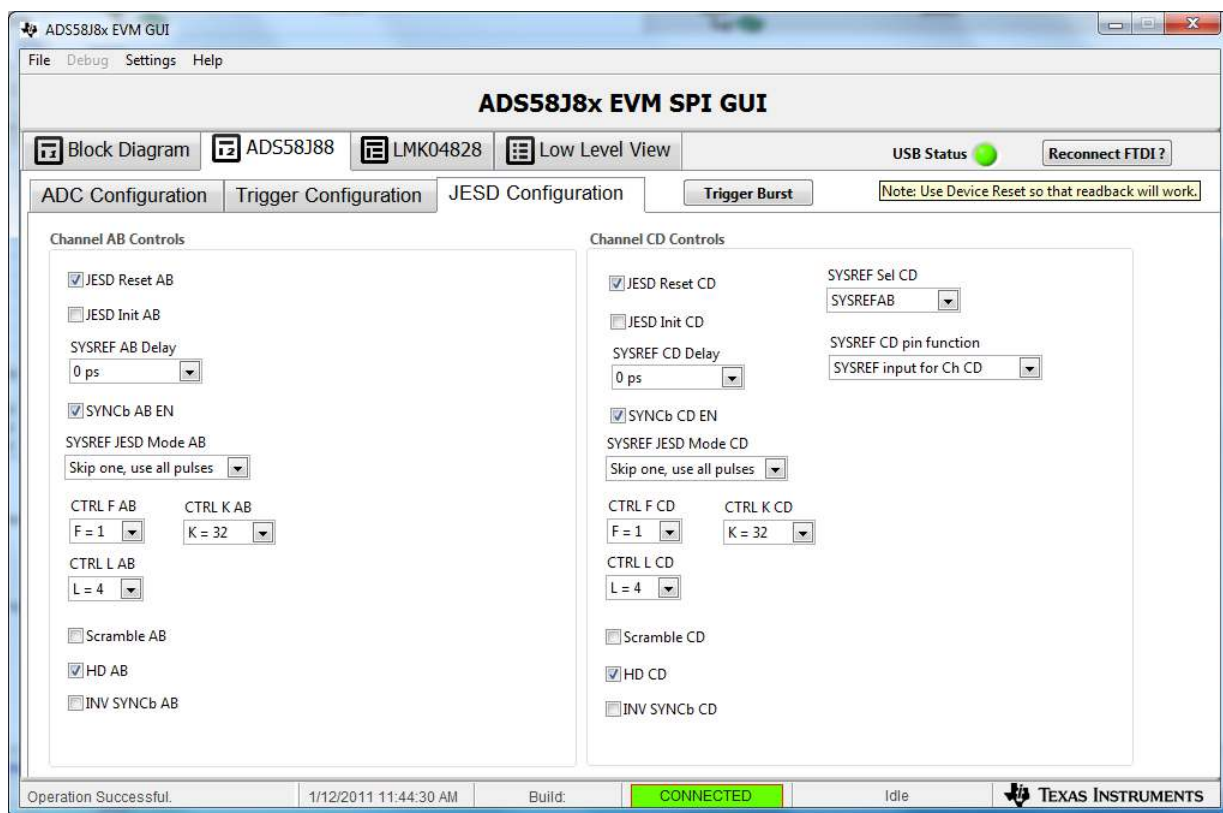 ADS58J8x EVM GUI
File Debug Settings Help
ADS58J8x EVM SPI GUI
Block Diagram ADS58J88 LMK04828 Low Level View USB Status Reconnect FTDI ?
ADC Configuration Trigger Configuration JESD Configuration Trigger Burst Note: Use Device Reset so that readback will work.
Channel AB Controls
JESD Reset AB
JESD Init AB
SYSREF AB Delay
0 ps
SYNCb AB EN
SYSREF JESD Mode AB
Skip one, use all pulses
CTRL F AB CTRL K AB
F = 1 K = 32
CTRL L AB
L = 4
Scramble AB
HD AB
INV SYNCb AB
Channel CD Controls
JESD Reset CD
JESD Init CD
SYSREF CD Delay
0 ps
SYNCb CD EN
SYSREF JESD Mode CD
Skip one, use all pulses
CTRL F CD CTRL K CD
F = 1 K = 32
CTRL L CD
L = 4
Scramble CD
HD CD
INV SYNCb CD
SYSREF Sel CD
SYSREFAB
SYSREF CD pin function
SYSREF input for Ch CD
Operation Successful. 1/12/2011 11:44:30 AM Build: CONNECTED Idle TEXAS INSTRUMENTS